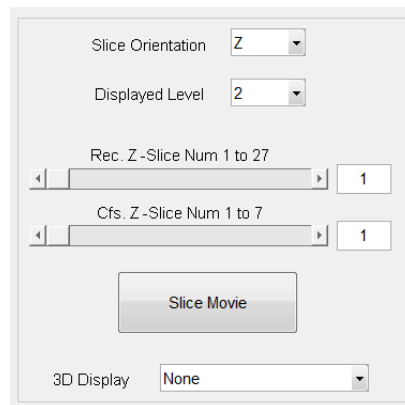 Slice Orientation Z
Displayed Level 2
Rec. Z-Slice Num 1 to 27
1
Cfs. Z-Slice Num 1 to 7
1
Slice Movie
3D Display None